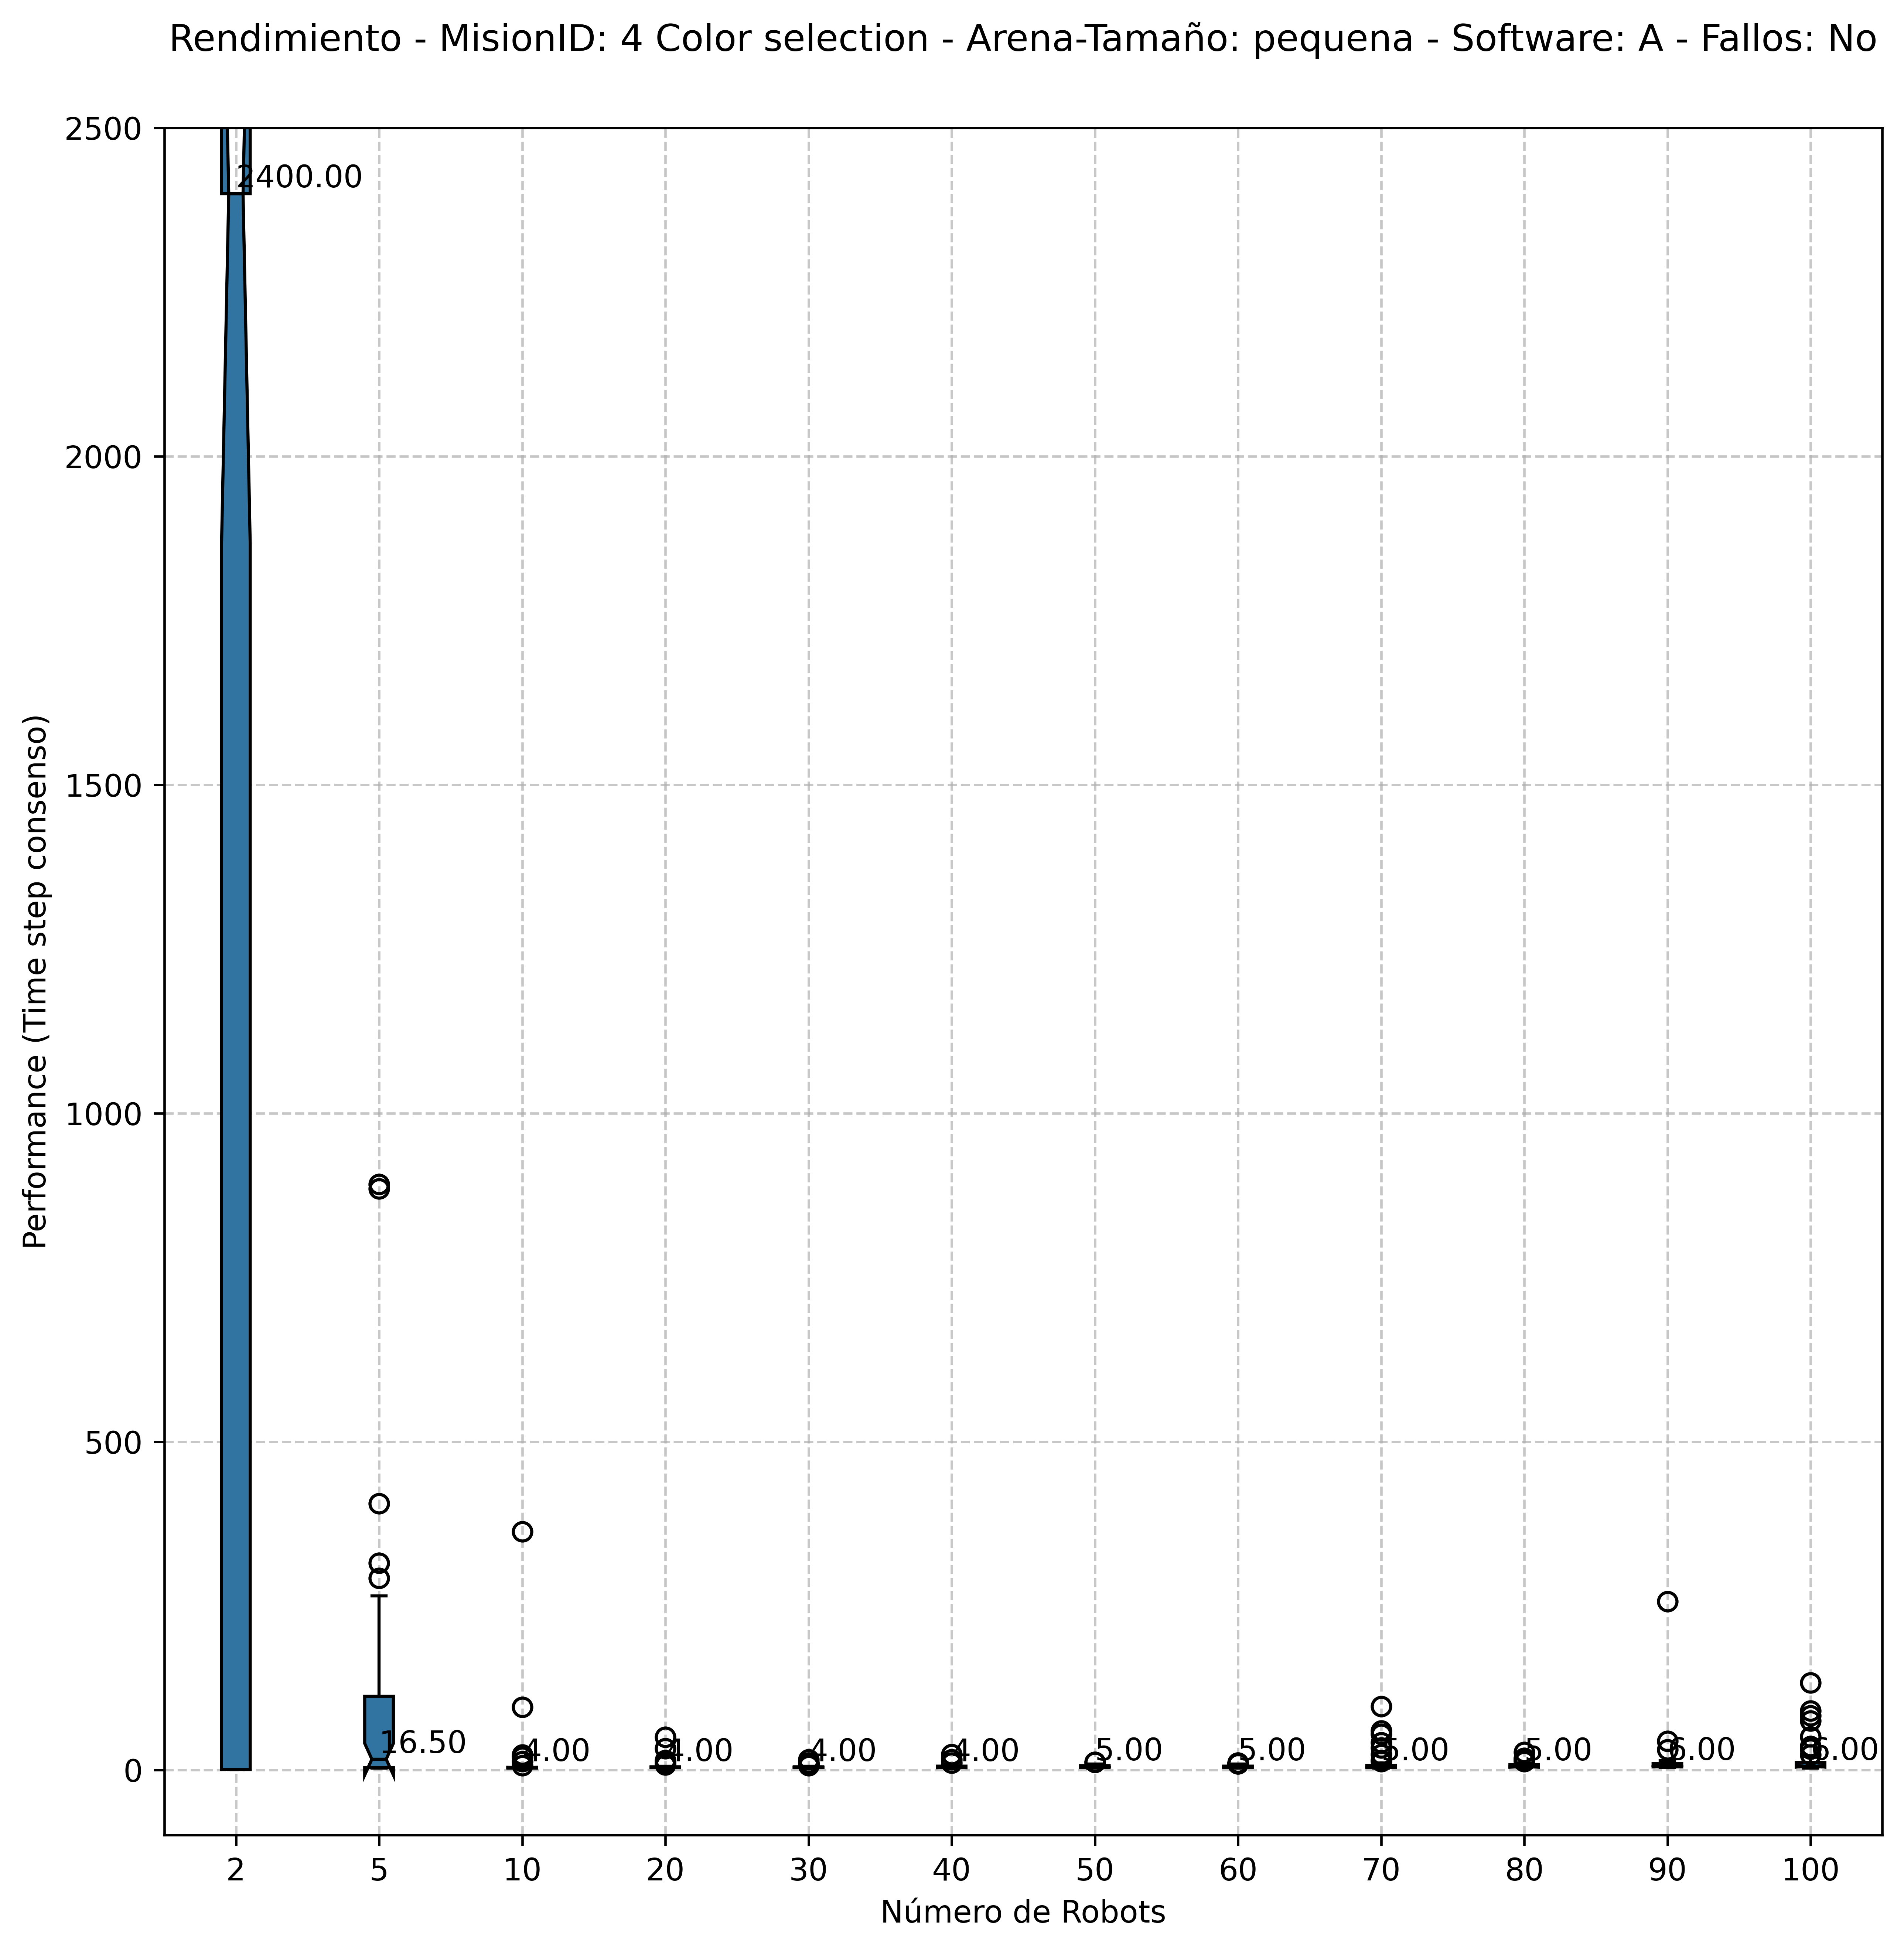 Rendimiento - MisionID: 4 Color selection - Arena-Tamaño: pequena - Software: A - Fallos: No
2500
2400.00
2000
1500
Performance (Time step consenso)
1000
500
16.50
4.00 4.00 4.00 4.00 5.00 5.00 5.00 5.00 6.00 6.00
0
2 5 10 20 30 40 50 60 70 80 90 100
Número de Robots